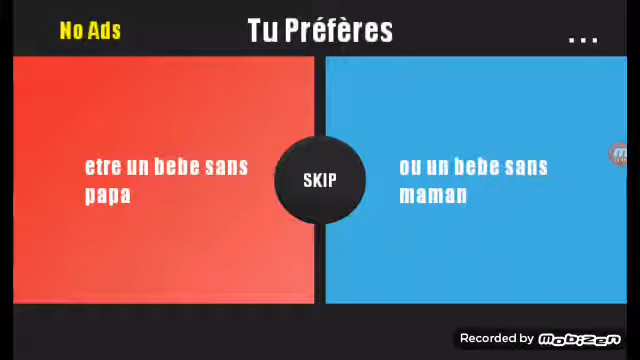 No Ads
Tu Préfères
...
etre un bebe sans
papa
SKIP
ou un bebe sans
maman
Recorded by mobizen